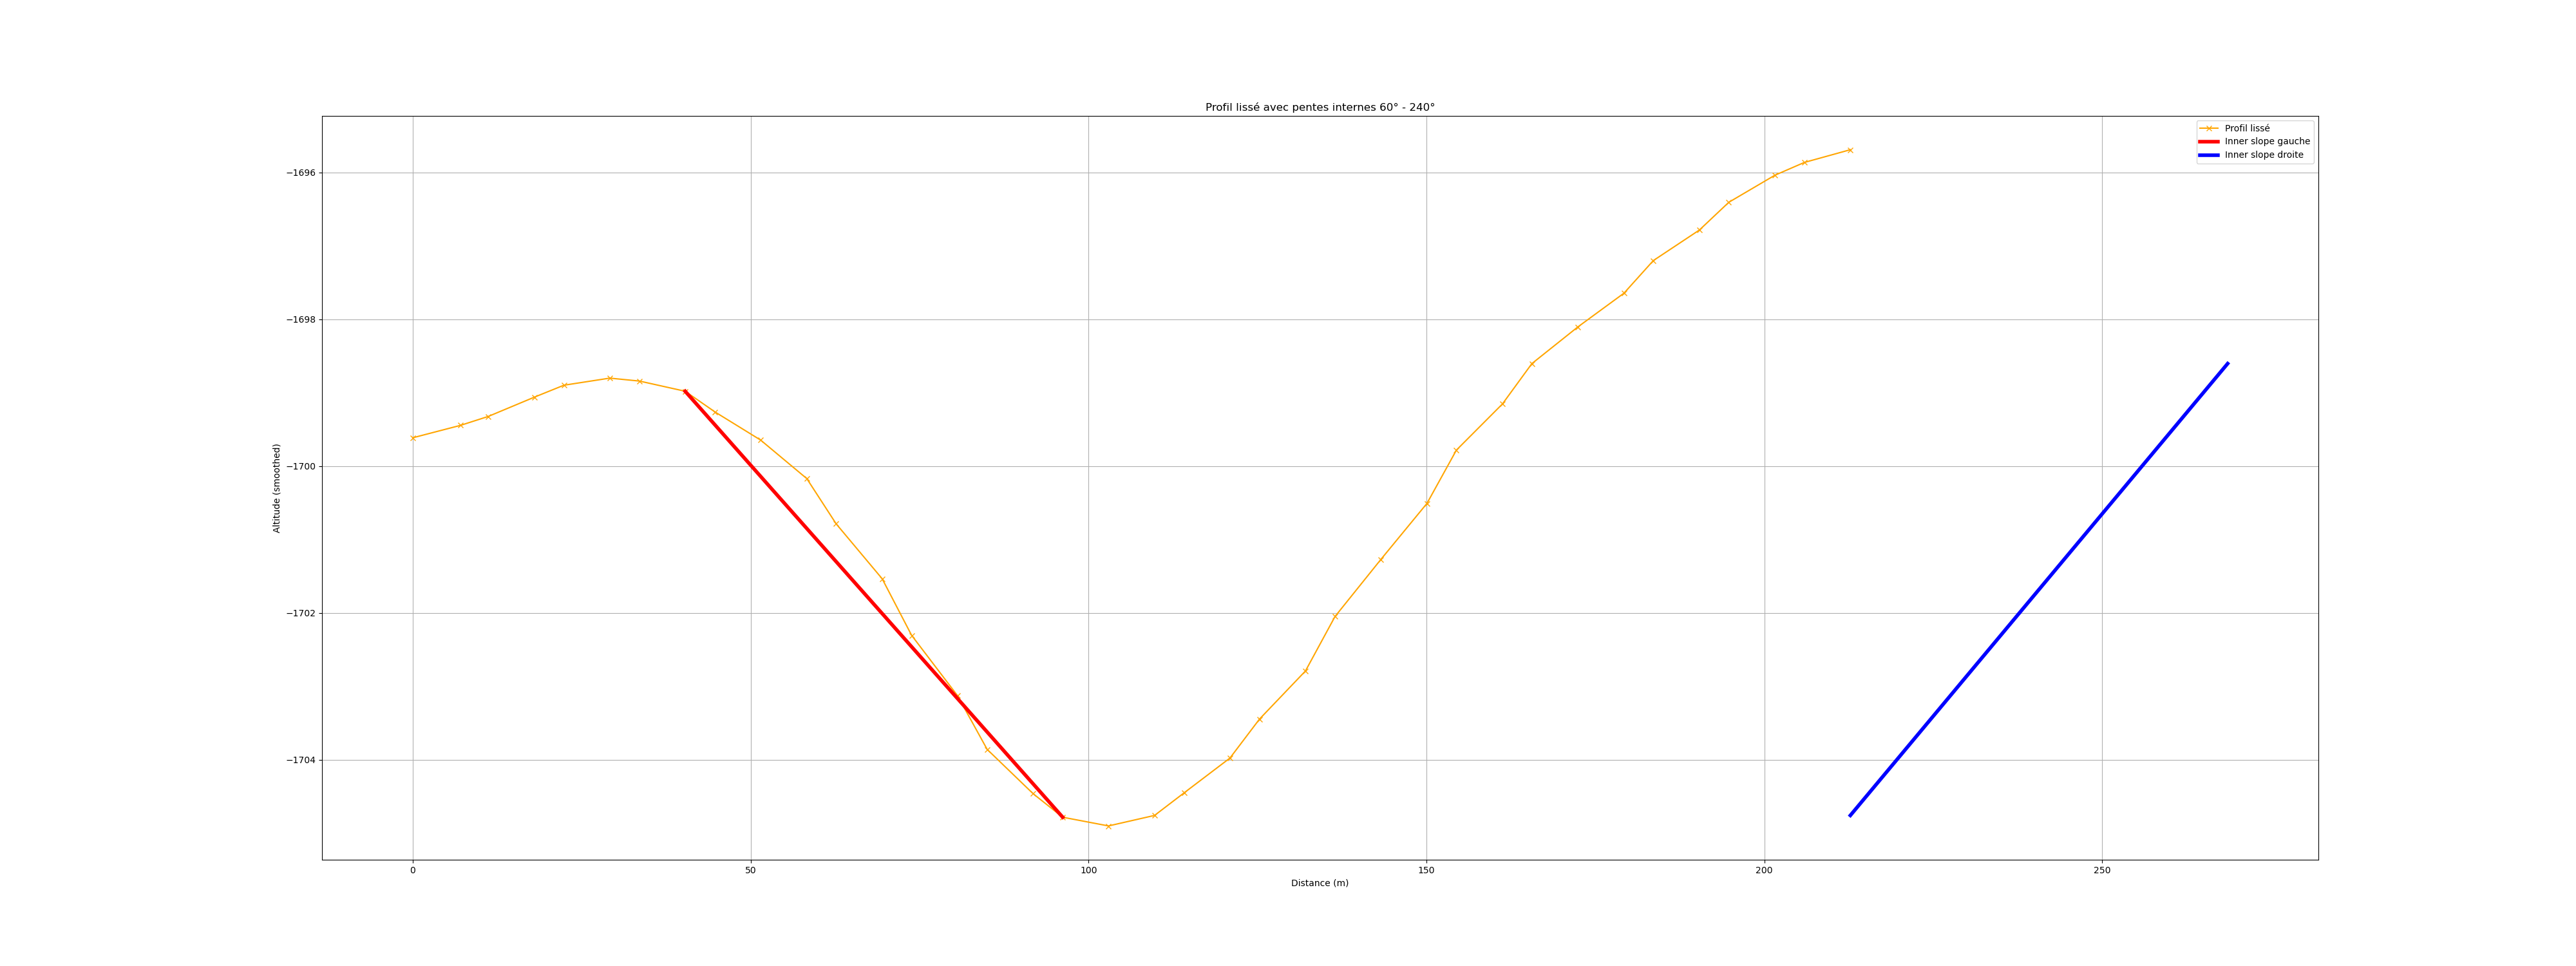 Profil lissé avec pentes internes 60° - 240°
Profil lissé
Inner slope gauche
Inner slope droite
Altitude (smoothed)
−1696
−1698
−1700
−1702
−1704
0
50
100
150
200
250
Distance (m)